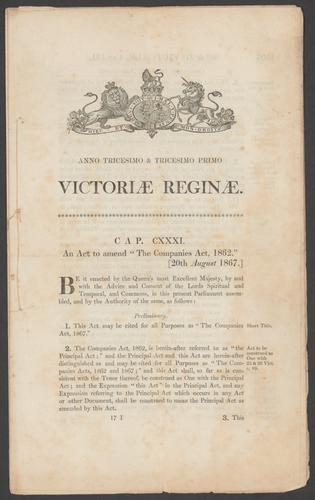 ANNO TRICESIMO & TRICESIMO PRIMO
VICTORIÆ REGINÆ.
CAP. CXXXI.
An Act to amend "The Companies Act, 1862."
[20th August 1867.]
BE it enacted by the Queen's most Excellent Majesty, by and
with the Advice and Consent of the Lords Spiritual and
Temporal, and Commons, in this present Parliament assem-
bled, and by the Authority of the same, as follows:
Preliminary.
1. This Act may be cited for all Purposes as "The Companies Short Title.
Act, 1867."
2. The Companies Act, 1862, is herein-after referred to as "the Act to be
Principal Act;" and the Principal Act and this Act are herein-after construed as
distinguished as and may be cited for all Purposes as "The Com- One with
panies Acts, 1862 and 1867;" and this Act shall, so far as is con- 25 & 26 Vict.
sistent with the Tenor thereof, be construed as One with the Principal c. 89.
Act; and the Expression "this Act" in the Principal Act, and any
Expression referring to the Principal Act which occurs in any Act
or other Document, shall be construed to mean the Principal Act as
amended by this Act.
17 I 3. This